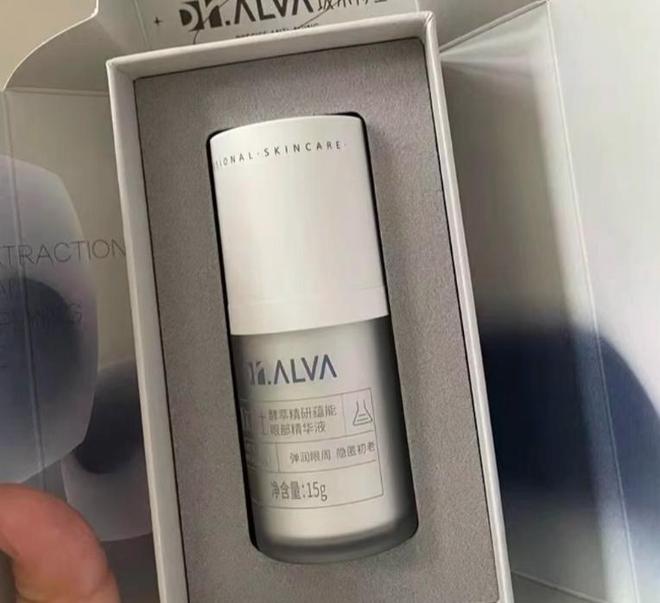 DR.ALVA
TIONAL·SKINCARE·
TRACTION
DR.ALVA
酵萃精研蕴能
眼部精华液
弹润眼周 隐匿初老
净含量:15g